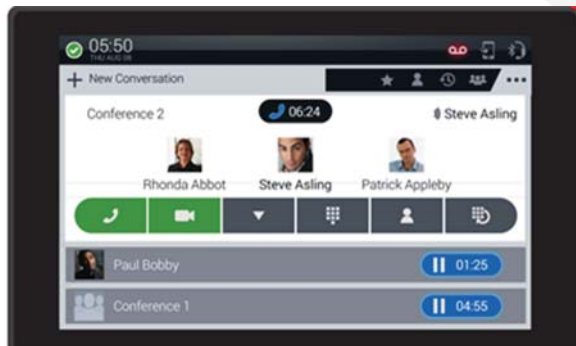 05:50
THU AUG 08
New Conversation
Conference 2
06:24
Steve Asling
Rhonda Abbot
Steve Asling
Patrick Appleby
Paul Bobby
01:25
Conference 1
04:55